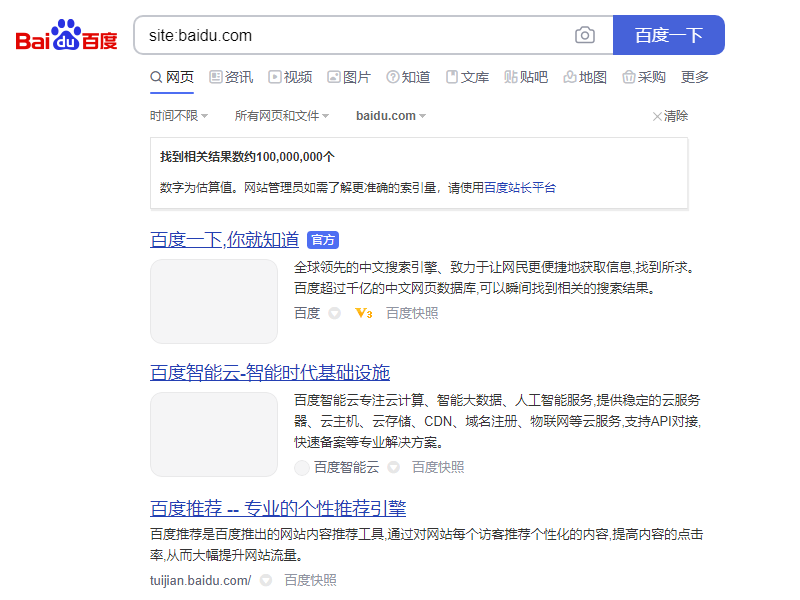 Bai du 百度
site:baidu.com
百度一下
网页 资讯 视频 图片 知道 文库 贴吧 地图 采购 更多
时间不限 所有网页和文件 baidu.com 清除
找到相关结果数约100,000,000个
数字为估算值。网站管理员如需了解更准确的索引量，请使用百度站长平台
百度一下,你就知道 官方
全球领先的中文搜索引擎、致力于让网民更便捷地获取信息,找到所求。
百度超过千亿的中文网页数据库,可以瞬间找到相关的搜索结果。
百度 V3 百度快照
百度智能云-智能时代基础设施
百度智能云专注云计算、智能大数据、人工智能服务,提供稳定的云服务
器、云主机、云存储、CDN、域名注册、物联网等云服务,支持API对接,
快速备案等专业解决方案。
百度智能云 百度快照
百度推荐 -- 专业的个性推荐引擎
百度推荐是百度推出的网站内容推荐工具,通过对网站每个访客推荐个性化的内容,提高内容的点击
率,从而大幅提升网站流量。
tuijian.baidu.com/ 百度快照